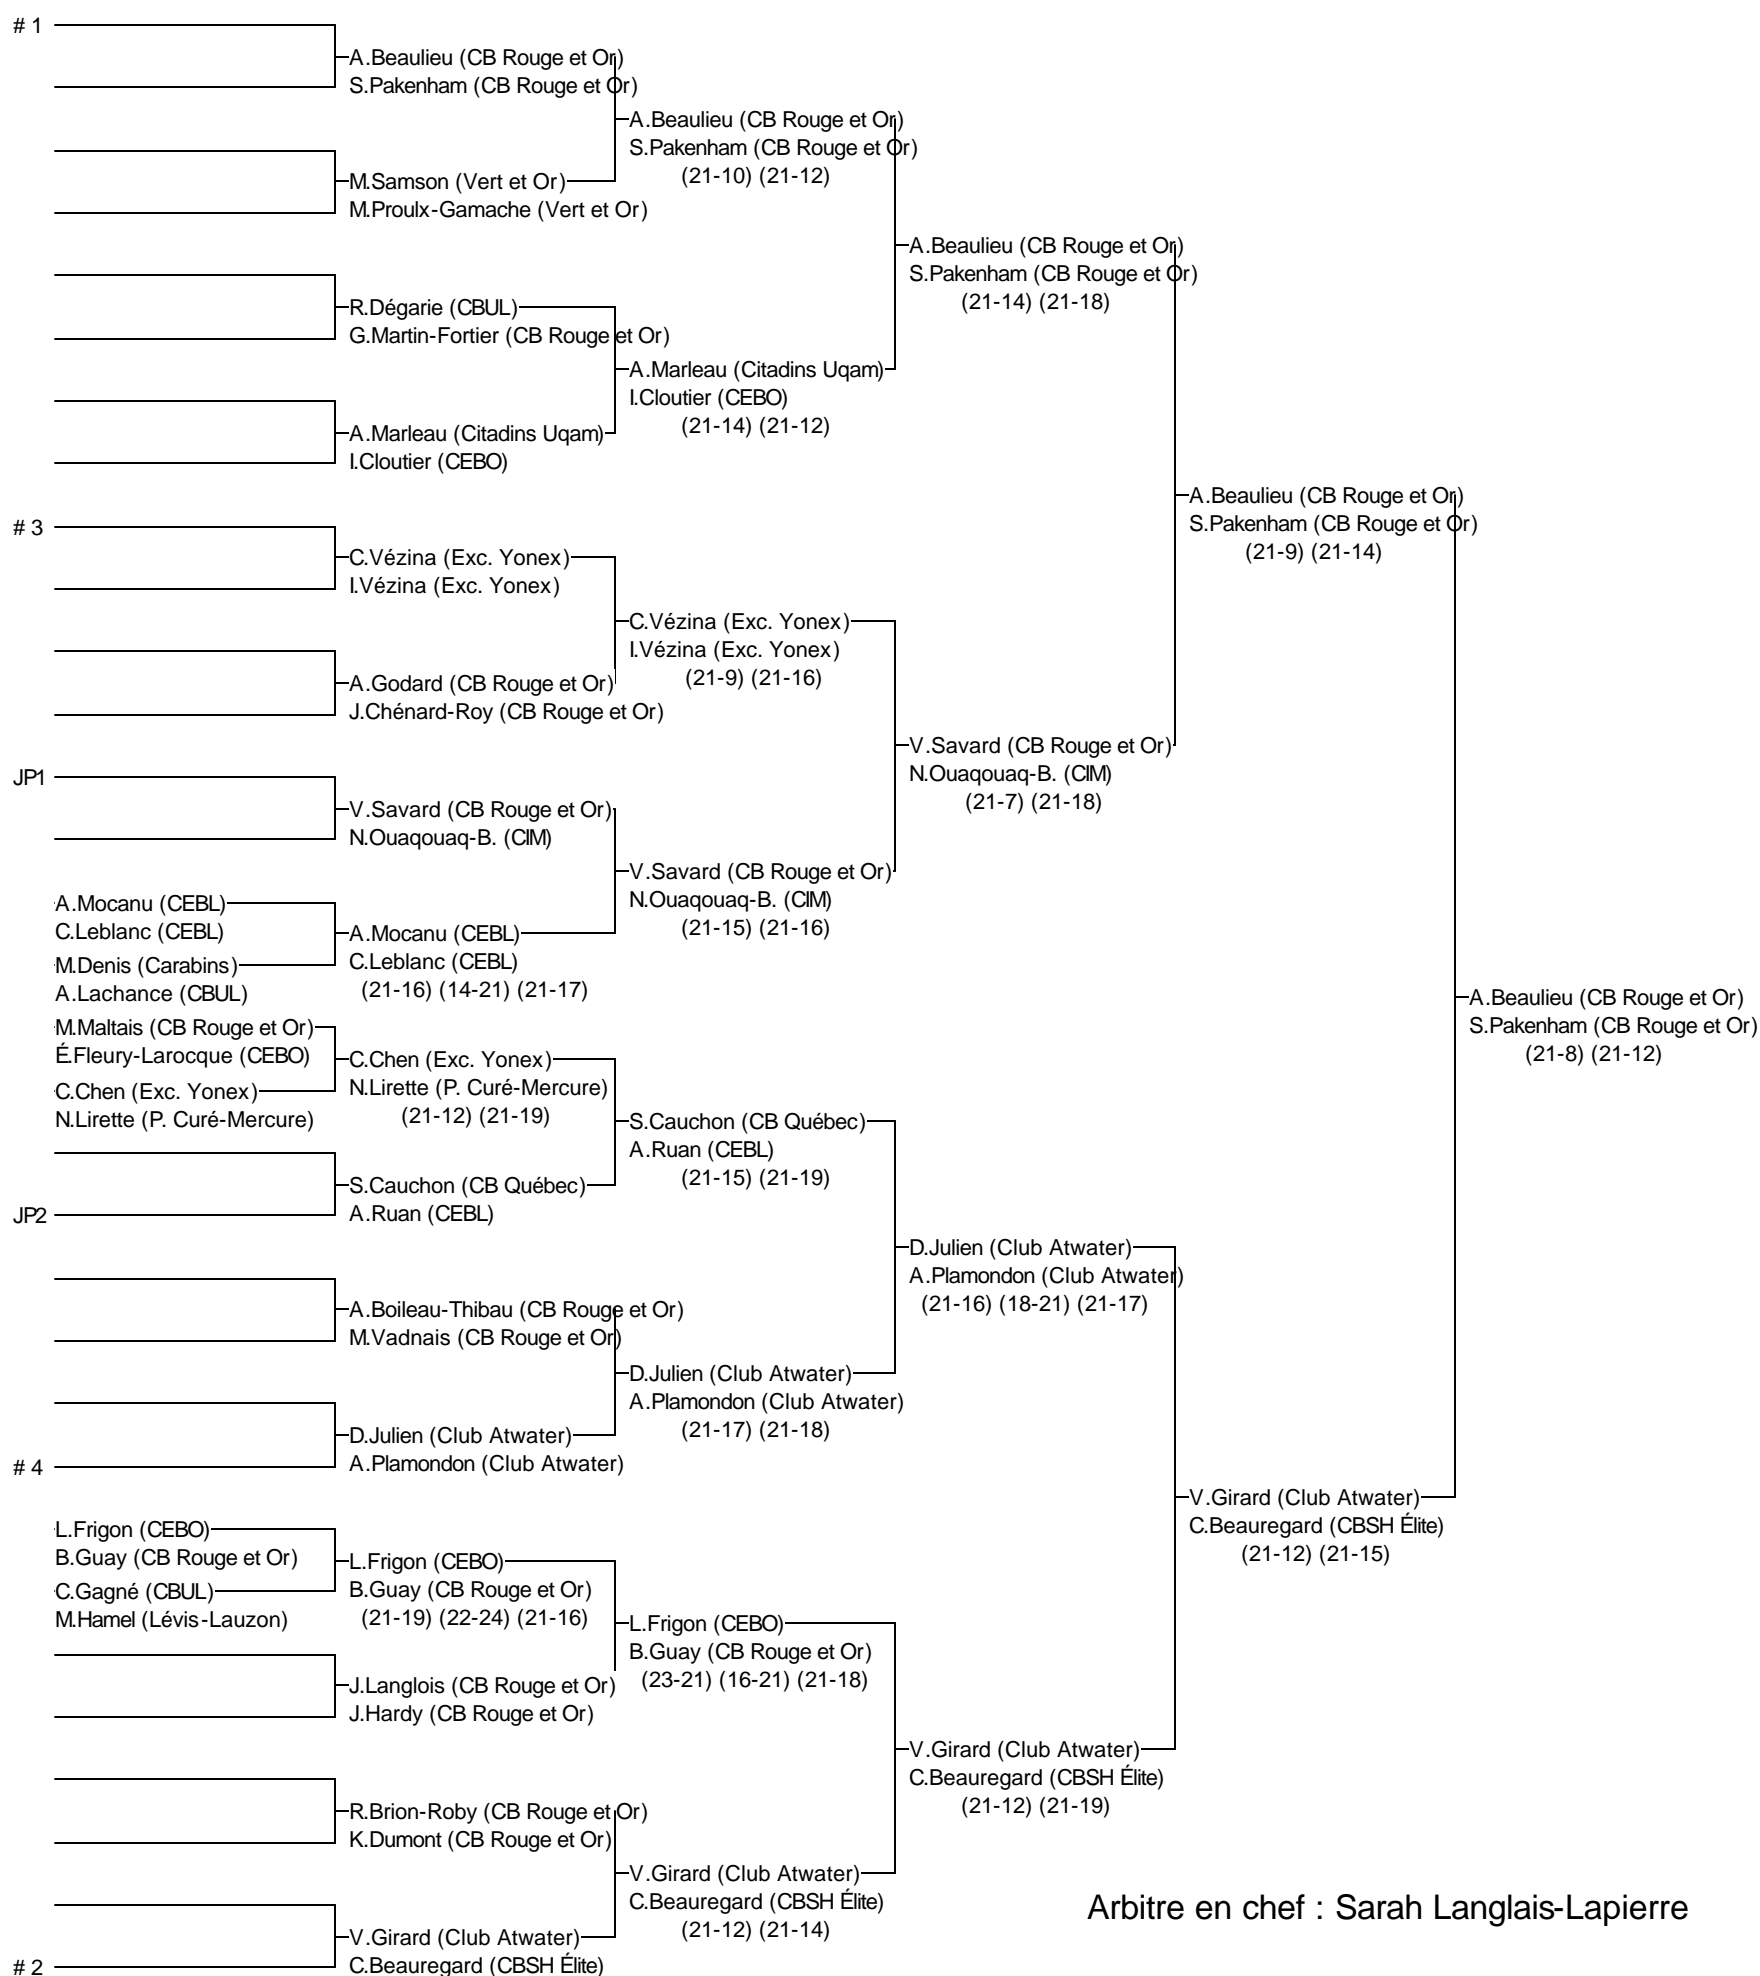 # 1
A.Beaulieu (CB Rouge et Or)
S.Pakenham (CB Rouge et Or)
A.Beaulieu (CB Rouge et Or)
S.Pakenham (CB Rouge et Or)
(21-10) (21-12)
M.Samson (Vert et Or)
M.Proulx-Gamache (Vert et Or)
A.Beaulieu (CB Rouge et Or)
S.Pakenham (CB Rouge et Or)
(21-14) (21-18)
R.Dégarie (CBUL)
G.Martin-Fortier (CB Rouge et Or)
A.Marleau (Citadins Uqam)
I.Cloutier (CEBO)
(21-14) (21-12)
A.Marleau (Citadins Uqam)
I.Cloutier (CEBO)
A.Beaulieu (CB Rouge et Or)
S.Pakenham (CB Rouge et Or)
(21-9) (21-14)
# 3
C.Vézina (Exc. Yonex)
I.Vézina (Exc. Yonex)
C.Vézina (Exc. Yonex)
I.Vézina (Exc. Yonex)
(21-9) (21-16)
A.Godard (CB Rouge et Or)
J.Chénard-Roy (CB Rouge et Or)
V.Savard (CB Rouge et Or)
N.Ouaqouaq-B. (CIM)
(21-7) (21-18)
JP1
V.Savard (CB Rouge et Or)
N.Ouaqouaq-B. (CIM)
V.Savard (CB Rouge et Or)
N.Ouaqouaq-B. (CIM)
(21-15) (21-16)
A.Mocanu (CEBL)
C.Leblanc (CEBL)
A.Mocanu (CEBL)
C.Leblanc (CEBL)
(21-16) (14-21) (21-17)
M.Denis (Carabins)
A.Lachance (CBUL)
A.Beaulieu (CB Rouge et Or)
S.Pakenham (CB Rouge et Or)
(21-8) (21-12)
M.Maltais (CB Rouge et Or)
É.Fleury-Larocque (CEBO)
C.Chen (Exc. Yonex)
N.Lirette (P. Curé-Mercure)
(21-12) (21-19)
C.Chen (Exc. Yonex)
N.Lirette (P. Curé-Mercure)
S.Cauchon (CB Québec)
A.Ruan (CEBL)
(21-15) (21-19)
S.Cauchon (CB Québec)
A.Ruan (CEBL)
JP2
D.Julien (Club Atwater)
A.Plamondon (Club Atwater)
(21-16) (18-21) (21-17)
A.Boileau-Thibau (CB Rouge et Or)
M.Vadnais (CB Rouge et Or)
D.Julien (Club Atwater)
A.Plamondon (Club Atwater)
(21-17) (21-18)
D.Julien (Club Atwater)
A.Plamondon (Club Atwater)
# 4
V.Girard (Club Atwater)
C.Beauregard (CBSH Élite)
(21-12) (21-15)
L.Frigon (CEBO)
B.Guay (CB Rouge et Or)
L.Frigon (CEBO)
B.Guay (CB Rouge et Or)
(21-19) (22-24) (21-16)
C.Gagné (CBUL)
M.Hamel (Lévis-Lauzon)
L.Frigon (CEBO)
B.Guay (CB Rouge et Or)
(23-21) (16-21) (21-18)
J.Langlois (CB Rouge et Or)
J.Hardy (CB Rouge et Or)
V.Girard (Club Atwater)
C.Beauregard (CBSH Élite)
(21-12) (21-19)
R.Brion-Roby (CB Rouge et Or)
K.Dumont (CB Rouge et Or)
V.Girard (Club Atwater)
C.Beauregard (CBSH Élite)
(21-12) (21-14)
Arbitre en chef : Sarah Langlais-Lapierre
V.Girard (Club Atwater)
C.Beauregard (CBSH Élite)
# 2